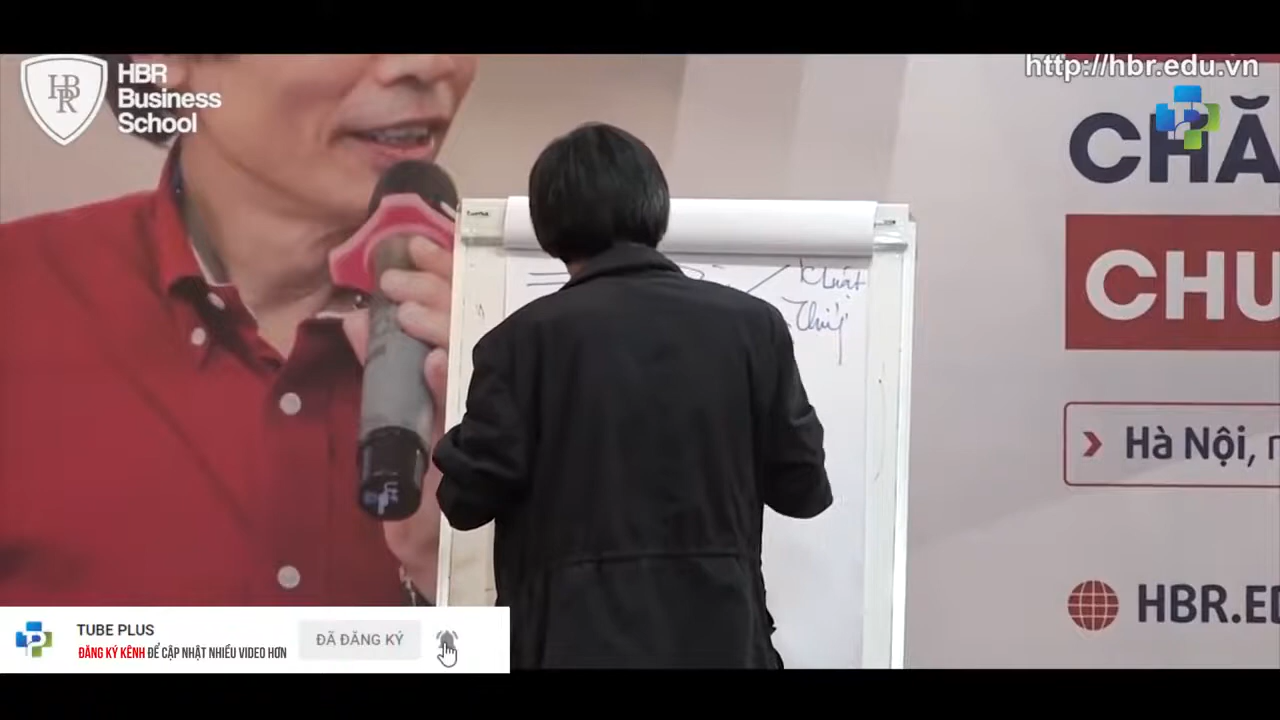 HBR
Business
School
HBR
http://hbr.edu.vn
CHĂ
CHU
Hà Nội,
HBR.ED
TUBE PLUS
ĐĂNG KÝ KÊNH ĐỂ CẬP NHẬT NHIỀU VIDEO HƠN
ĐÃ ĐĂNG KÝ